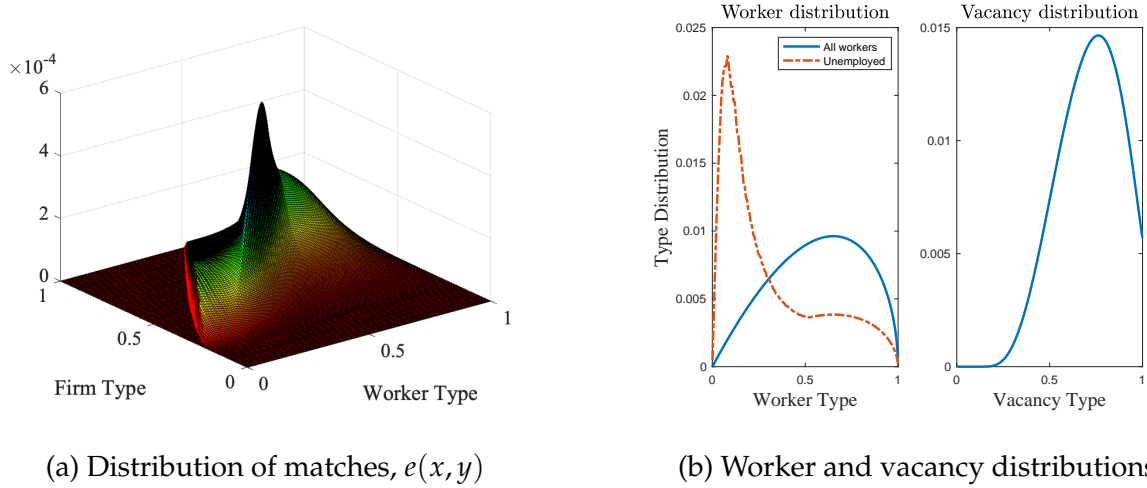 ×10⁻⁴
6
4
2
0
1
0.5
0
0
0.5
1
Firm Type
Worker Type
(a) Distribution of matches, e(x, y)
Worker distribution
0.025
0.02
0.015
0.01
0.005
0
0
0.5
1
Type Distribution
Worker Type
All workers
Unemployed
Vacancy distribution
0.015
0.01
0.005
0
0
0.5
1
Vacancy Type
(b) Worker and vacancy distributions